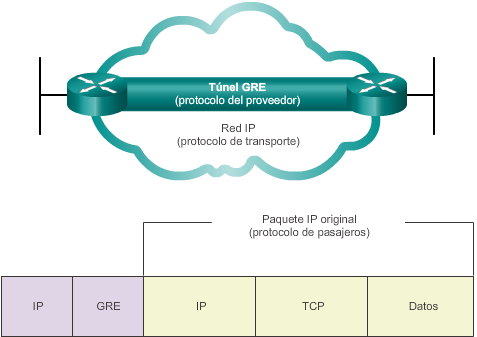 Túnel GRE
(protocolo del proveedor)
Red IP
(protocolo de transporte)
Paquete IP original
(protocolo de pasajeros)
IP
GRE
IP
TCP
Datos